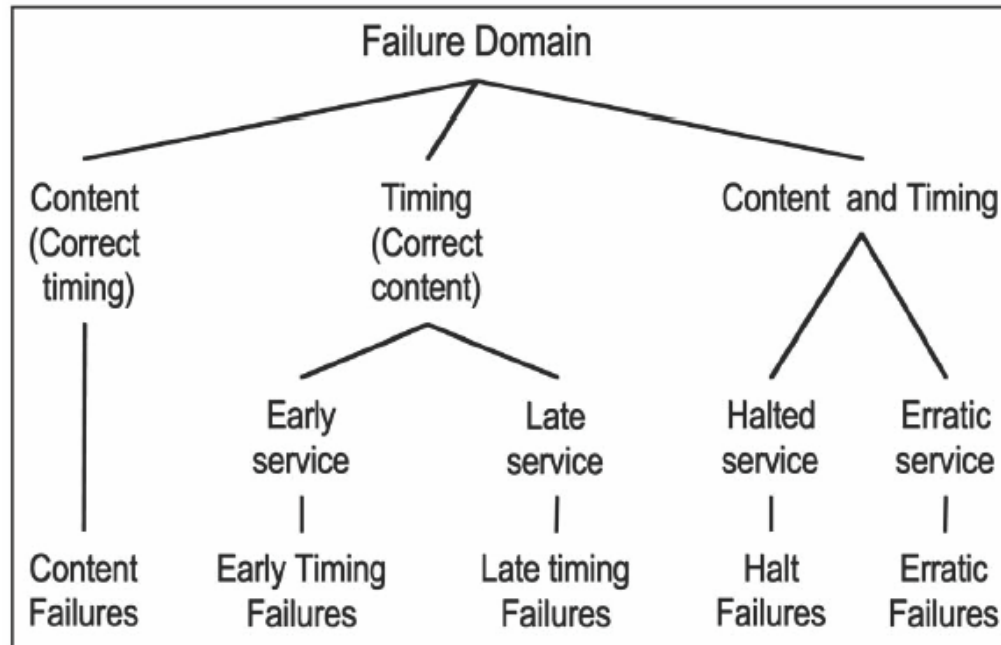 Failure Domain
Content
(Correct
timing)
Timing
(Correct
content)
Content and Timing
Early
service
Late
service
Halted
service
Erratic
service
Content
Failures
Early Timing
Failures
Late timing
Failures
Halt
Failures
Erratic
Failures